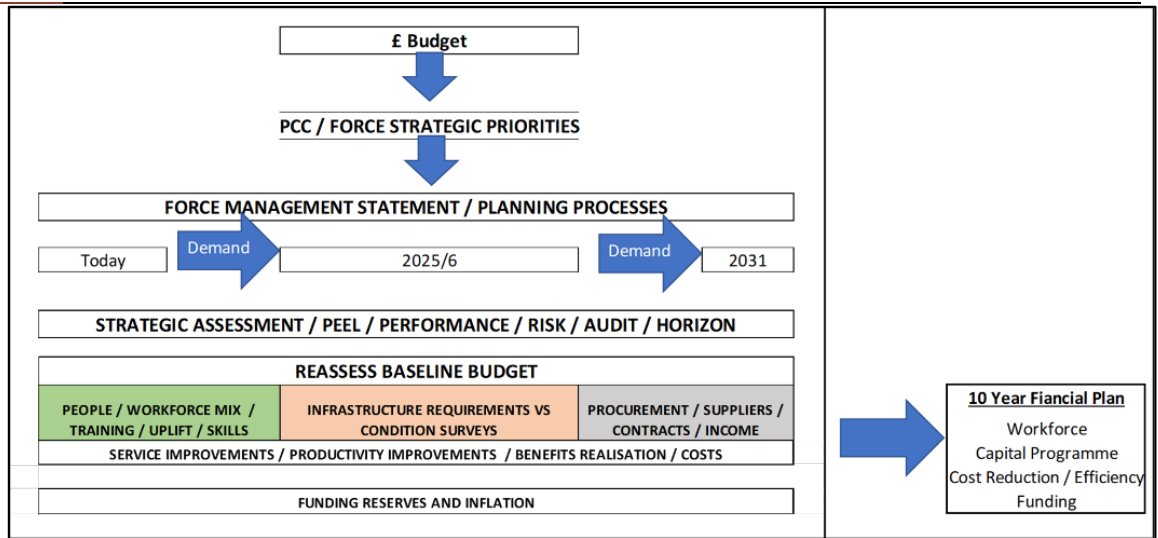 £ Budget
PCC / FORCE STRATEGIC PRIORITIES
FORCE MANAGEMENT STATEMENT / PLANNING PROCESSES
Today
Demand
2025/6
Demand
2031
STRATEGIC ASSESSMENT / PEEL / PERFORMANCE / RISK / AUDIT / HORIZON
REASSESS BASELINE BUDGET
PEOPLE / WORKFORCE MIX /
TRAINING / UPLIFT / SKILLS
INFRASTRUCTURE REQUIREMENTS VS
CONDITION SURVEYS
PROCUREMENT / SUPPLIERS /
CONTRACTS / INCOME
SERVICE IMPROVEMENTS / PRODUCTIVITY IMPROVEMENTS / BENEFITS REALISATION / COSTS
FUNDING RESERVES AND INFLATION
10 Year Fiancial Plan
Workforce
Capital Programme
Cost Reduction / Efficiency
Funding